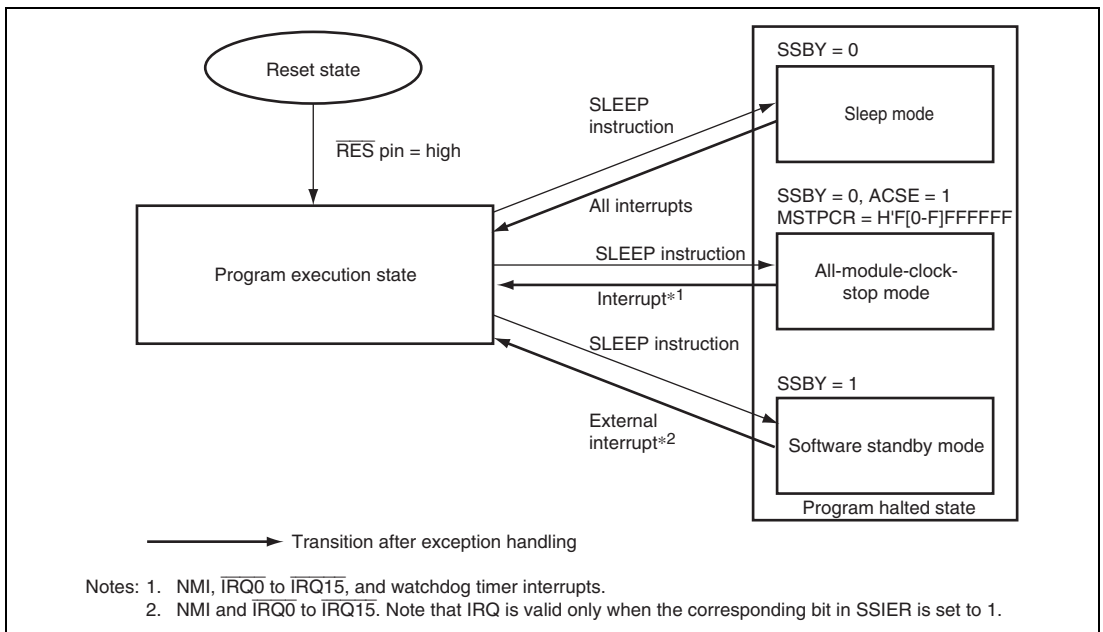 Reset state
RES pin = high
Program execution state
SLEEP
instruction
All interrupts
SLEEP instruction
Interrupt*1
SLEEP instruction
External
interrupt*2
SSBY = 0
Sleep mode
SSBY = 0, ACSE = 1
MSTPCR = H'F[0-F]FFFFFF
All-module-clock-
stop mode
SSBY = 1
Software standby mode
Program halted state
Transition after exception handling
Notes: 1. NMI, IRQ0 to IRQ15, and watchdog timer interrupts.
2. NMI and IRQ0 to IRQ15. Note that IRQ is valid only when the corresponding bit in SSIER is set to 1.